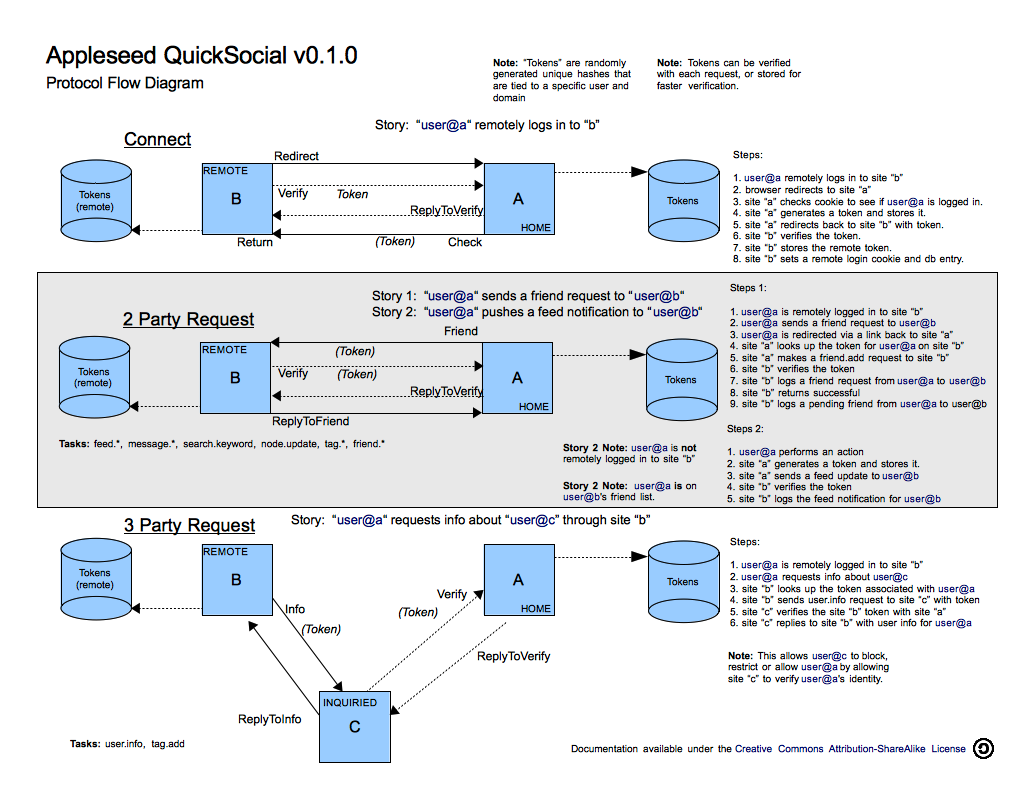 Appleseed QuickSocial v0.1.0
Protocol Flow Diagram
Note: "Tokens" are randomly
generated unique hashes that
are tied to a specific user and
domain
Note: Tokens can be verified
with each request, or stored for
faster verification.
Story: "user@a" remotely logs in to "b"
Connect
Tokens
(remote)
REMOTE
B
Redirect
Verify Token
ReplyToVerify
Return
(Token)
Check
A
HOME
Tokens
Steps:
1. user@a remotely logs in to site "b"
2. browser redirects to site "a"
3. site "a" checks cookie to see if user@a is logged in.
4. site "a" generates a token and stores it.
5. site "a" redirects back to site "b" with token.
6. site "b" verifies the token.
7. site "b" stores the remote token.
8. site "b" sets a remote login cookie and db entry.
Story 1: "user@a" sends a friend request to "user@b"
Story 2: "user@a" pushes a feed notification to "user@b"
2 Party Request
Tokens
(remote)
REMOTE
B
Friend
(Token)
Verify (Token)
ReplyToVerify
ReplyToFriend
A
HOME
Tokens
Tasks: feed.*, message.*, search.keyword, node.update, tag.*, friend.*
Story 2 Note: user@a is not
remotely logged in to site "b"
Story 2 Note: user@a is on
user@b's friend list.
Steps 1:
1. user@a is remotely logged in to site "b"
2. user@a sends a friend request to user@b
3. user@a is redirected via a link back to site "a"
4. site "a" looks up the token for user@a on site "b"
5. site "a" makes a friend.add request to site "b"
6. site "b" verifies the token
7. site "b" logs a friend request from user@a to user@b
8. site "b" returns successful
9. site "b" logs a pending friend from user@a to user@b
Steps 2:
1. user@a performs an action
2. site "a" generates a token and stores it.
3. site "a" sends a feed update to user@b
4. site "b" verifies the token
5. site "b" logs the feed notification for user@b
3 Party Request
Story: "user@a" requests info about "user@c" through site "b"
Tokens
(remote)
REMOTE
B
Info
(Token)
Verify
(Token)
A
HOME
Tokens
ReplyToVerify
ReplyToInfo
INQUIRIED
C
Tasks: user.info, tag.add
Steps:
1. user@a is remotely logged in to site "b"
2. user@a requests info about user@c
3. site "b" looks up the token associated with user@a
4. site "b" sends user.info request to site "c" with token
5. site "c" verifies the site "b" token with site "a"
6. site "c" replies to site "b" with user info for user@a
Note: This allows user@c to block,
restrict or allow user@a by allowing
site "c" to verify user@a's identity.
Documentation available under the Creative Commons Attribution-ShareAlike License